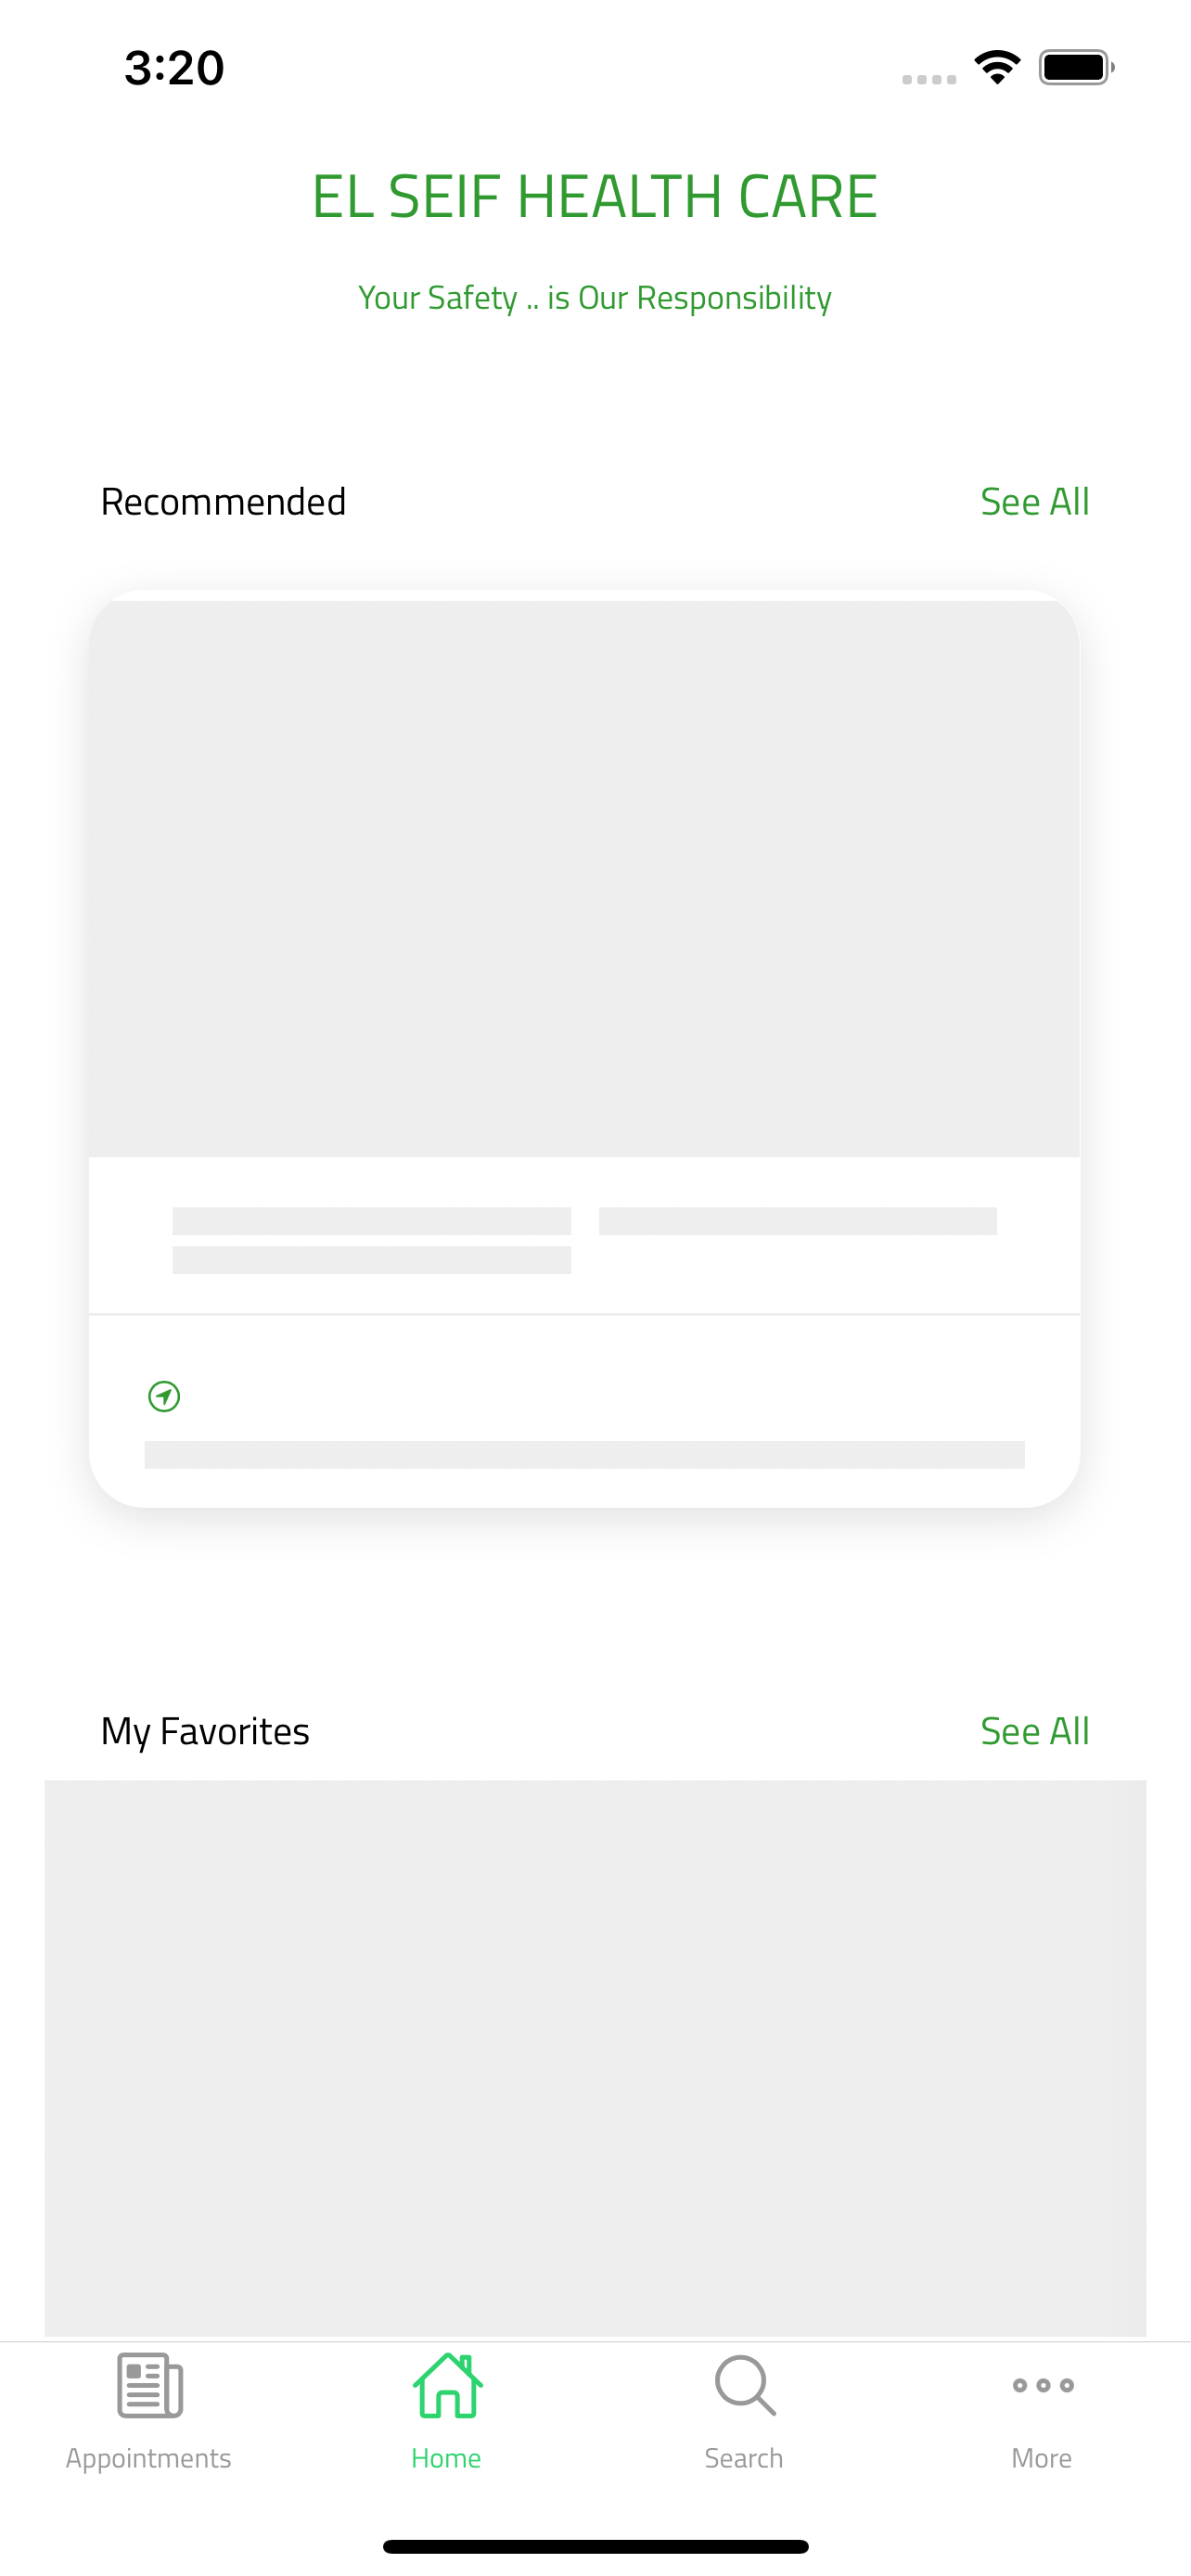 3:20
EL SEIF HEALTH CARE
Your Safety .. is Our Responsibility
Recommended
See All
My Favorites
See All
Appointments
Home
Search
More